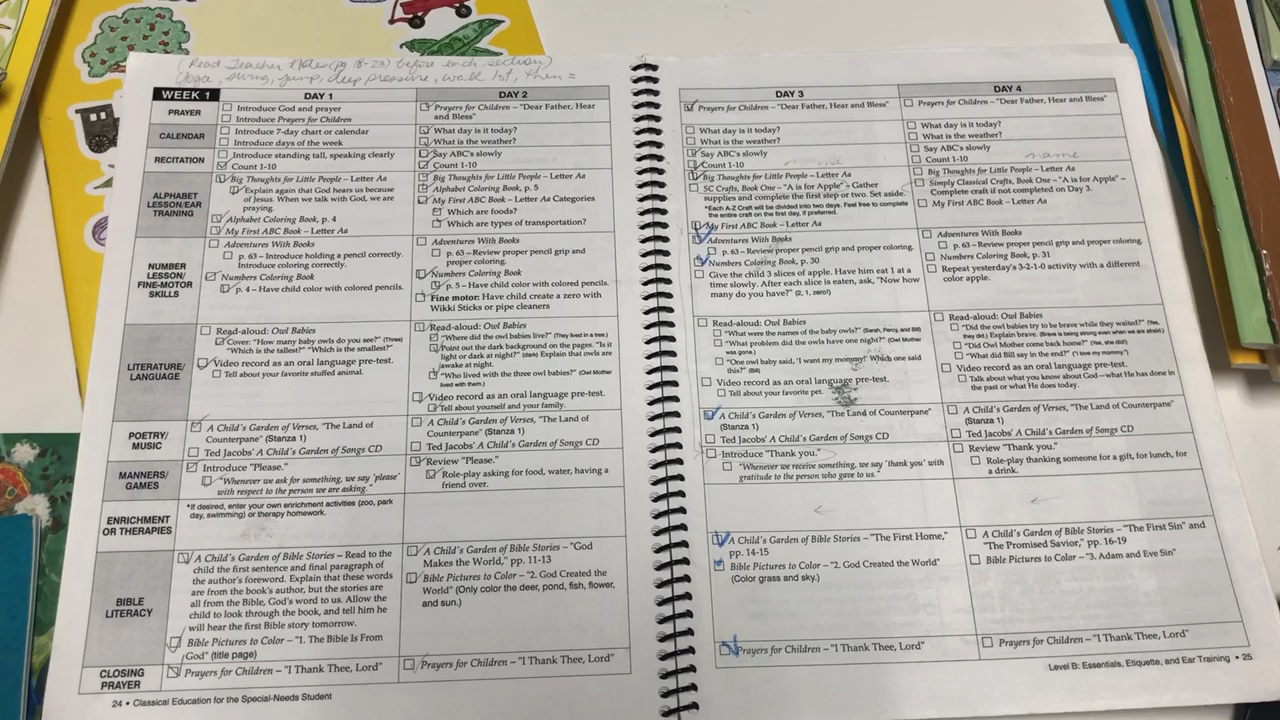 (Read Teacher Notes (pg 18-23) before each section)
Yoga, swing, jump, deep pressure, walk 1st, then =
WEEK 1 DAY 1 DAY 2
PRAYER
Introduce God and prayer
Introduce Prayers for Children
Prayers for Children – "Dear Father, Hear
and Bless"
CALENDAR
Introduce 7-day chart or calendar
Introduce days of the week
What day is it today?
What is the weather?
RECITATION
Introduce standing tall, speaking clearly
Count 1-10
Say ABC's slowly
Count 1-10
ALPHABET
LESSON/EAR
TRAINING
Big Thoughts for Little People – Letter Aa
Explain again that God hears us because
of Jesus. When we talk with God, we are
praying.
Alphabet Coloring Book, p. 4
My First ABC Book – Letter Aa
Big Thoughts for Little People – Letter Aa
Alphabet Coloring Book, p. 5
My First ABC Book – Letter Aa Categories
Which are foods?
Which are types of transportation?
NUMBER
LESSON/
FINE-MOTOR
SKILLS
Adventures With Books
p. 63 – Introduce holding a pencil correctly.
Introduce coloring correctly.
Numbers Coloring Book
p. 4 – Have child color with colored pencils.
Adventures With Books
p. 63 – Review proper pencil grip and
proper coloring.
Numbers Coloring Book
p. 5 – Have child color with colored pencils.
Fine motor: Have child create a zero with
Wikki Sticks or pipe cleaners
LITERATURE/
LANGUAGE
Read-aloud: Owl Babies
Cover: "How many baby owls do you see?" (Three)
"Which is the tallest?" "Which is the smallest?"
Video record as an oral language pre-test.
Tell about your favorite stuffed animal.
Read-aloud: Owl Babies
"Where did the owl babies live?" (They lived in a tree.)
Point out the dark background on the pages. "Is it
light or dark at night?" (dark) Explain that owls are
awake at night.
"Who lived with the three owl babies?" (Owl Mother
lived with them.)
Video record as an oral language pre-test.
Tell about yourself and your family.
POETRY/
MUSIC
A Child's Garden of Verses, "The Land of
Counterpane" (Stanza 1)
Ted Jacobs' A Child's Garden of Songs CD
A Child's Garden of Verses, "The Land of
Counterpane" (Stanza 1)
Ted Jacobs' A Child's Garden of Songs CD
MANNERS/
GAMES
Introduce "Please."
"Whenever we ask for something, we say 'please'
with respect to the person we are asking."
Review "Please."
Role-play asking for food, water, having a
friend over.
ENRICHMENT
OR THERAPIES
*If desired, enter your own enrichment activities (zoo, park
day, swimming) or therapy homework.
BIBLE
LITERACY
A Child's Garden of Bible Stories – Read to the
child the first sentence and final paragraph of
the author's foreword. Explain that these words
are from the book's author, but the stories are
all from the Bible, God's word to us. Allow the
child to look through the book, and tell him he
will hear the first Bible story tomorrow.
Bible Pictures to Color – "1. The Bible Is From
God" (title page)
A Child's Garden of Bible Stories – "God
Makes the World," pp. 11-13
Bible Pictures to Color – "2. God Created the
World" (Only color the deer, pond, fish, flower,
and sun.)
CLOSING
PRAYER
Prayers for Children – "I Thank Thee, Lord"
Prayers for Children – "I Thank Thee, Lord"
24 • Classical Education for the Special-Needs Student
DAY 3 DAY 4
Prayers for Children – "Dear Father, Hear and Bless"
Prayers for Children – "Dear Father, Hear and Bless"
What day is it today?
What is the weather?
What day is it today?
What is the weather?
Say ABC's slowly
Count 1-10
Say ABC's slowly
Count 1-10 name
Big Thoughts for Little People – Letter Aa
SC Crafts, Book One – "A is for Apple" – Gather
supplies and complete the first step or two. Set aside.
*Each A-Z Craft will be divided into two days. Feel free to complete
the entire craft on the first day, if preferred.
My First ABC Book – Letter Aa
Big Thoughts for Little People – Letter Aa
Simply Classical Crafts, Book One – "A is for Apple" –
Complete craft if not completed on Day 3.
My First ABC Book – Letter Aa
Adventures With Books
p. 63 – Review proper pencil grip and proper coloring.
Numbers Coloring Book, p. 30
Give the child 3 slices of apple. Have him eat 1 at a
time slowly. After each slice is eaten, ask, "Now how
many do you have?" (2, 1, zero!)
Adventures With Books
p. 63 – Review proper pencil grip and proper coloring.
Numbers Coloring Book, p. 31
Repeat yesterday's 3-2-1-0 activity with a different
color apple.
Read-aloud: Owl Babies
"What were the names of the baby owls?" (Sarah, Percy, and Bill)
"What problem did the owls have one night?" (Owl Mother
was gone.)
"One owl baby said, 'I want my mommy!' Which one said
this?" (Bill)
Video record as an oral language pre-test.
Tell about your favorite pet.
Read-aloud: Owl Babies
"Did the owl babies try to be brave while they waited?" (Yes,
they did.) Explain brave. (Brave is being strong even when we are afraid.)
"Did Owl Mother come back home?" (Yes, she did!)
"What did Bill say in the end?" ("I love my mommy.")
Video record as an oral language pre-test.
Talk about what you know about God—what He has done in
the past or what He does today.
A Child's Garden of Verses, "The Land of Counterpane"
(Stanza 1)
Ted Jacobs' A Child's Garden of Songs CD
A Child's Garden of Verses, "The Land of Counterpane"
(Stanza 1)
Ted Jacobs' A Child's Garden of Songs CD
Introduce "Thank you."
"Whenever we receive something, we say 'thank you' with
gratitude to the person who gave to us."
Review "Thank you."
Role-play thanking someone for a gift, for lunch, for
a drink.
A Child's Garden of Bible Stories – "The First Home,"
pp. 14-15
Bible Pictures to Color – "2. God Created the World"
(Color grass and sky.)
A Child's Garden of Bible Stories – "The First Sin" and
"The Promised Savior," pp. 16-19
Bible Pictures to Color – "3. Adam and Eve Sin"
Prayers for Children – "I Thank Thee, Lord"
Prayers for Children – "I Thank Thee, Lord"
Level B: Essentials, Etiquette, and Ear Training • 25